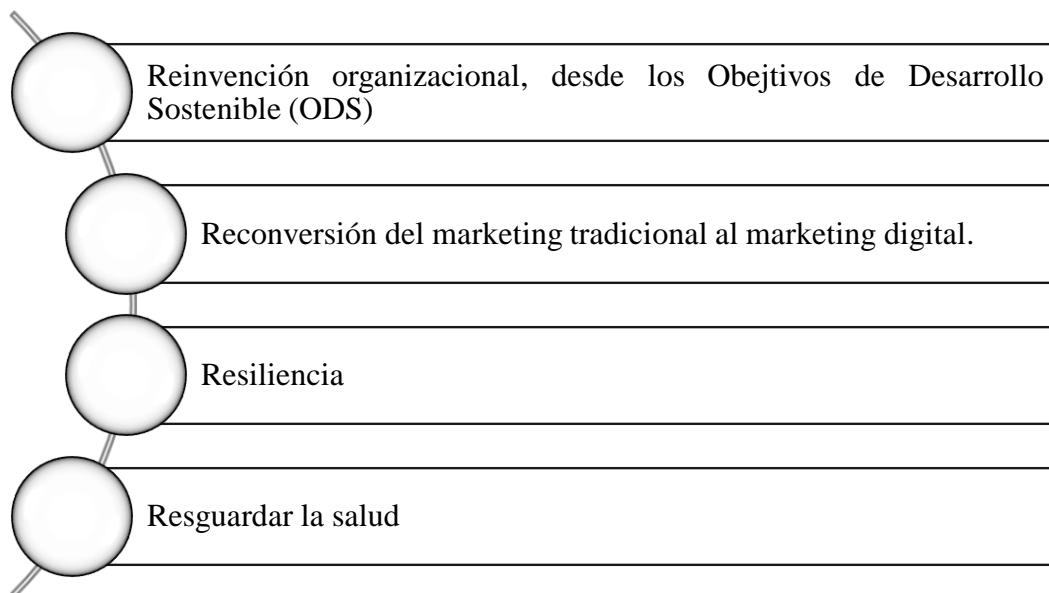 Reinvención organizacional, desde los Obejtivos de Desarrollo
Sostenible (ODS)
Reconversión del marketing tradicional al marketing digital.
Resiliencia
Resguardar la salud